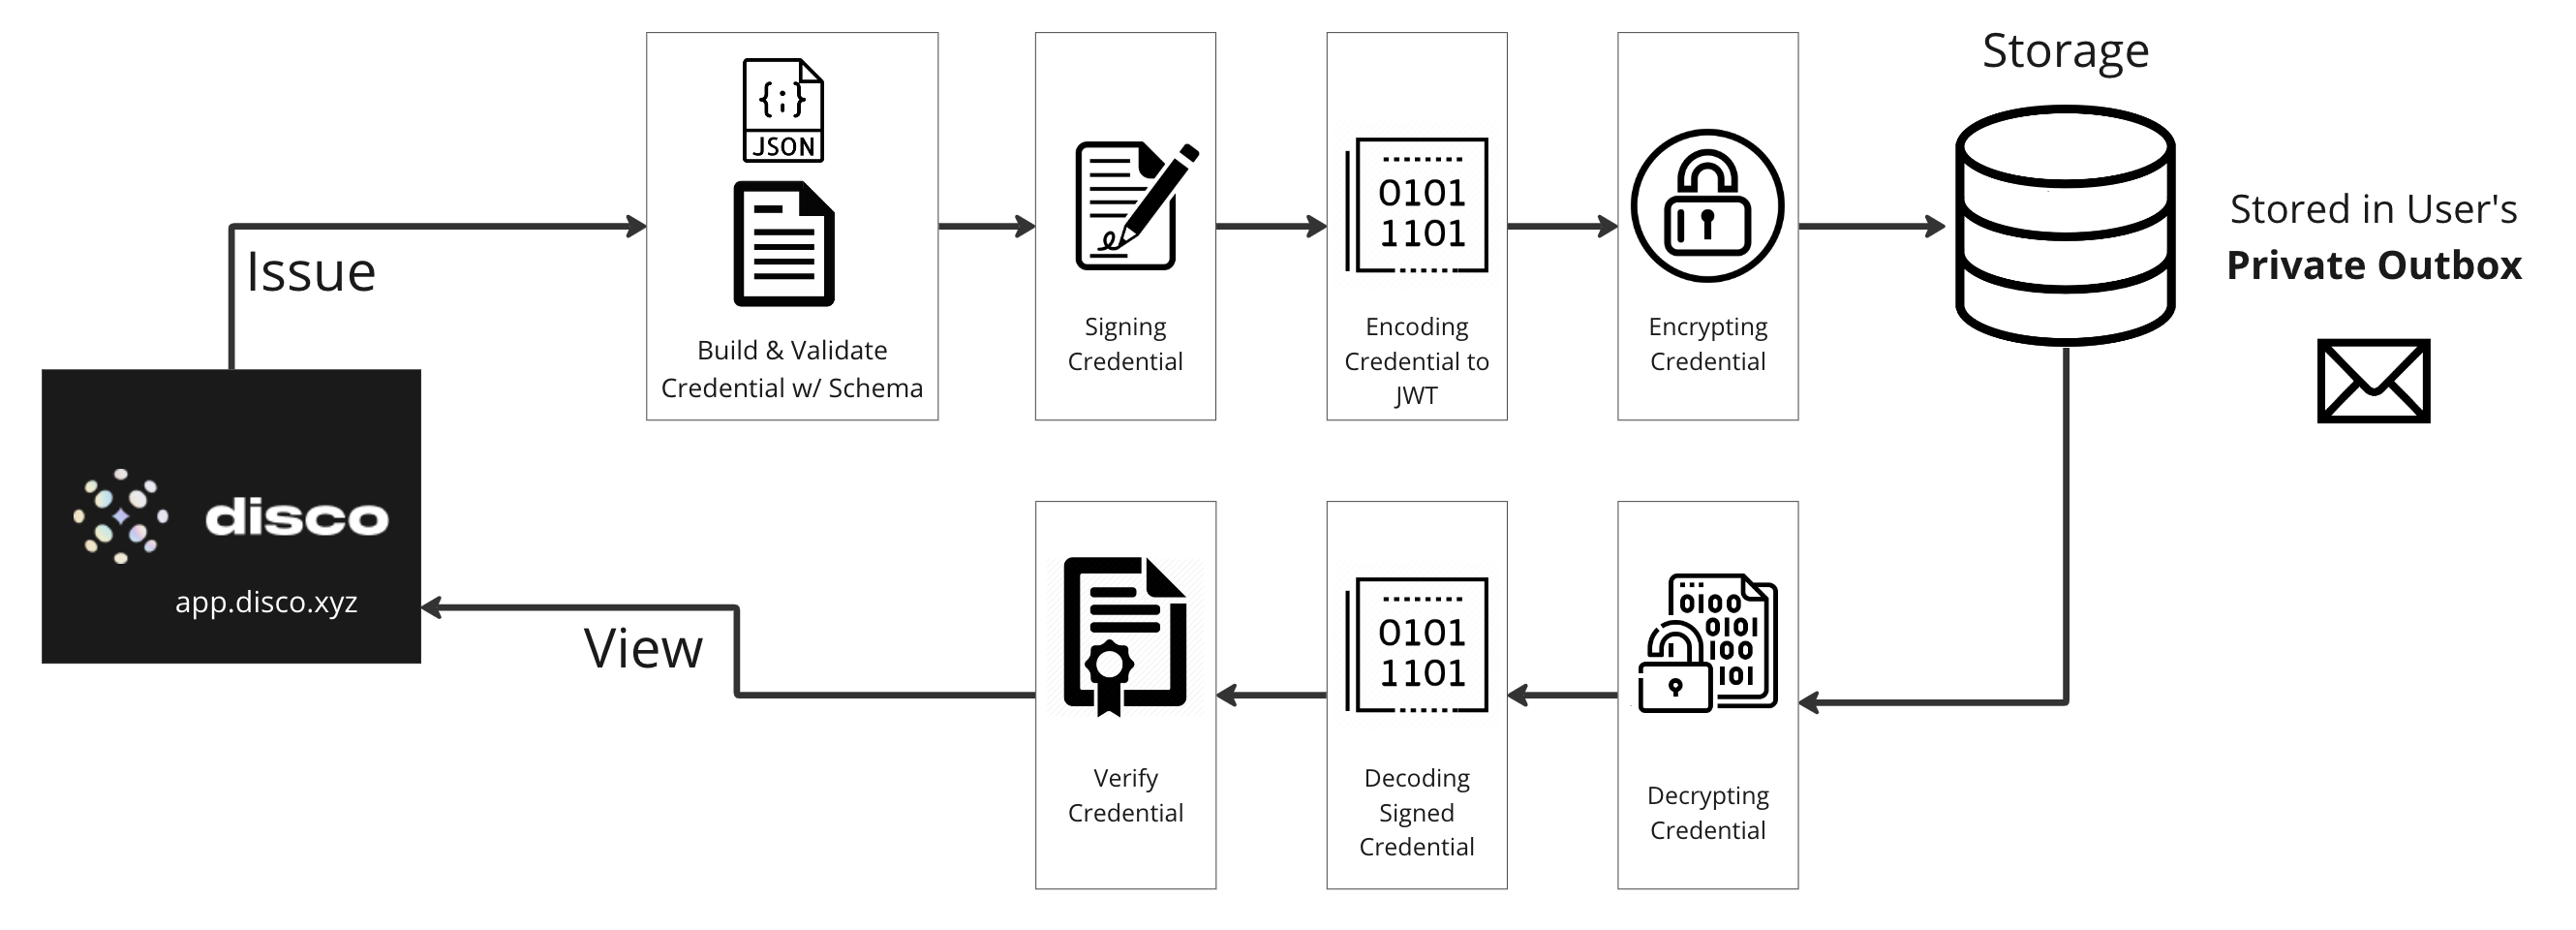 Storage
{;}
JSON
0101
1101
Stored in User's
Private Outbox
Issue
Build & Validate
Credential w/ Schema
Signing
Credential
Encoding
Credential to
JWT
Encrypting
Credential
disco
app.disco.xyz
View
0101
1101
0100
0101
100
101
Verify
Credential
Decoding
Signed
Credential
Decrypting
Credential